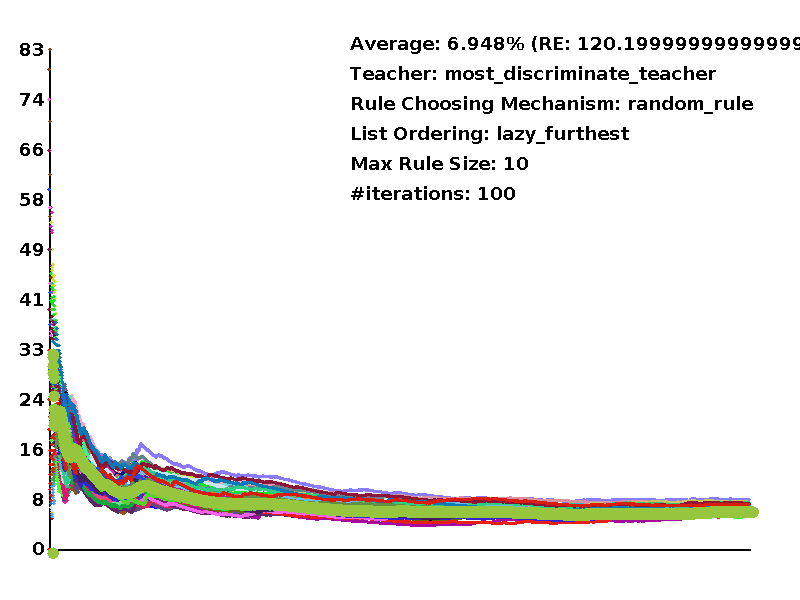 Average: 6.948% (RE: 120.19999999999999
Teacher: most_discriminate_teacher
Rule Choosing Mechanism: random_rule
List Ordering: lazy_furthest
Max Rule Size: 10
#iterations: 100
83
74
66
58
49
41
33
24
16
8
0